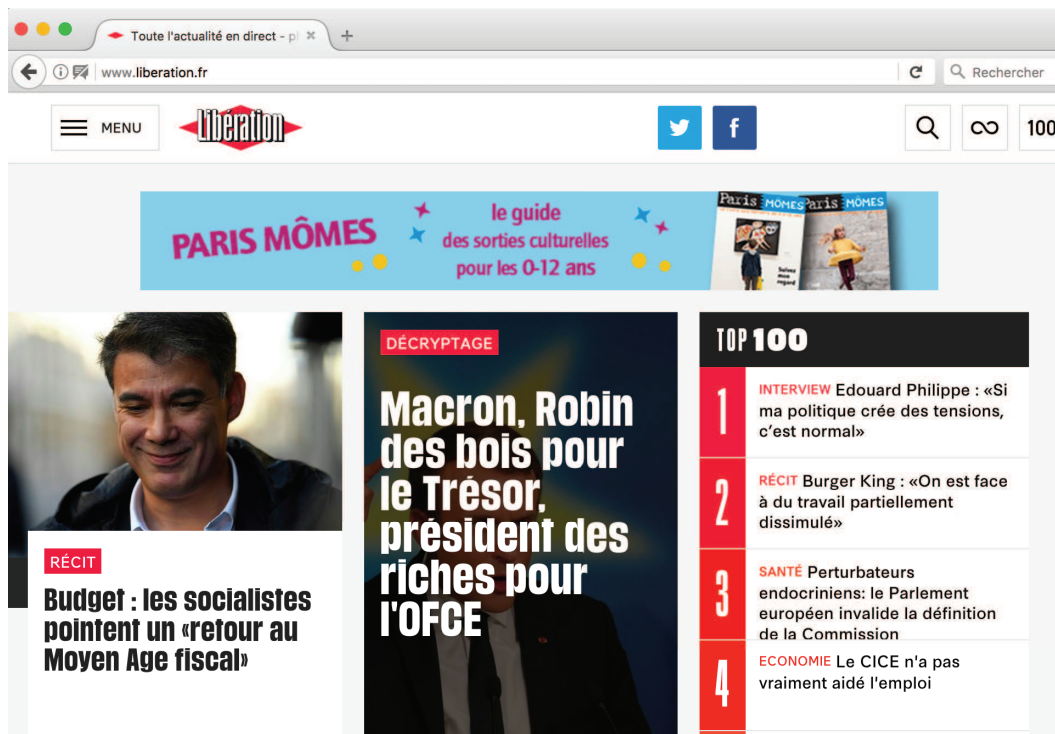 Toute l'actualité en direct - pl
www.liberation.fr
Rechercher
MENU
Libération
f
100
PARIS MÔMES
le guide
des sorties culturelles
pour les 0-12 ans
Paris MÔMES
Paris MÔMES
Suivez
mon
regard
RÉCIT
Budget : les socialistes
pointent un «retour au
Moyen Age fiscal»
DÉCRYPTAGE
Macron, Robin
des bois pour
le Trésor,
président des
riches pour
l'OFCE
TOP 100
1
INTERVIEW Edouard Philippe : «Si
ma politique crée des tensions,
c'est normal»
2
RÉCIT Burger King : «On est face
à du travail partiellement
dissimulé»
3
SANTÉ Perturbateurs
endocriniens: le Parlement
européen invalide la définition
de la Commission
4
ECONOMIE Le CICE n'a pas
vraiment aidé l'emploi